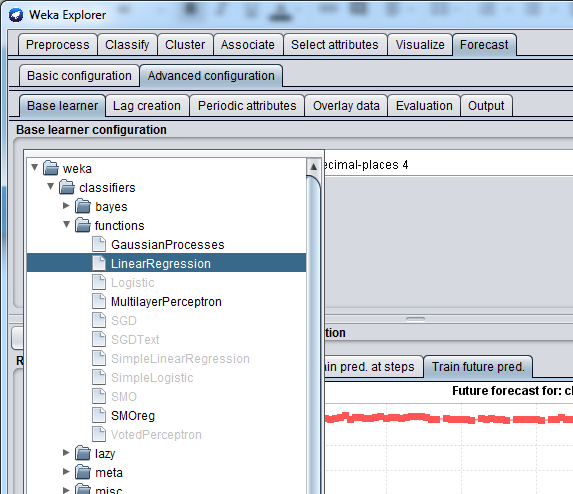 Weka Explorer
Preprocess Classify Cluster Associate Select attributes Visualize Forecast
Basic configuration Advanced configuration
Base learner Lag creation Periodic attributes Overlay data Evaluation Output
Base learner configuration
weka
ecimal-places 4
classifiers
bayes
functions
GaussianProcesses
LinearRegression
Logistic
MultilayerPerceptron
SGD
SGDText
tion
SimpleLinearRegression
in pred. at steps Train future pred.
SimpleLogistic
Future forecast for: cl
SMO
SMOreg
VotedPerceptron
lazy
meta
misc